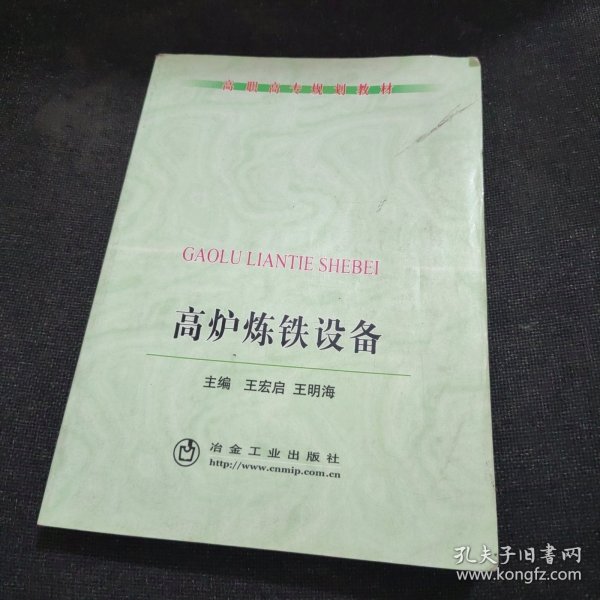 高职高专规划教材
GAOLU LIANTIE SHEBEI
高炉炼铁设备
主编 王宏启 王明海
冶金工业出版社
http://www.cnmip.com.cn
孔夫子旧书网
www.kongfz.com